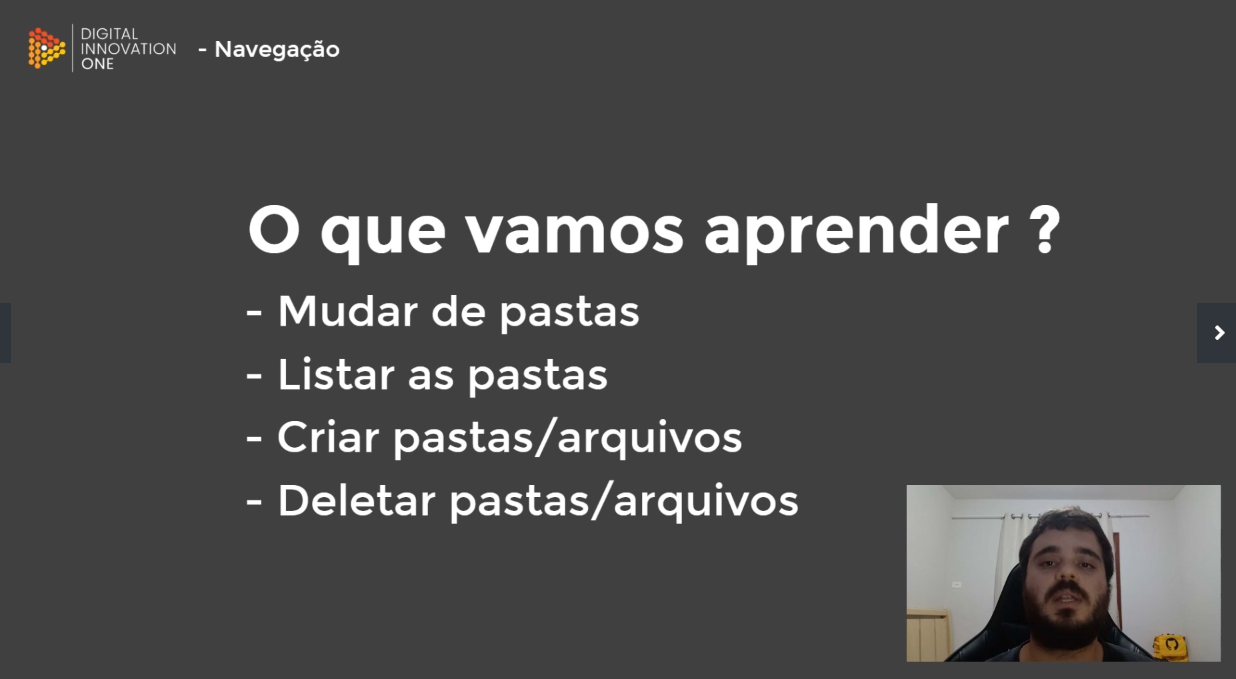 DIGITAL
INNOVATION
ONE
- Navegação
O que vamos aprender ?
- Mudar de pastas
- Listar as pastas
- Criar pastas/arquivos
- Deletar pastas/arquivos